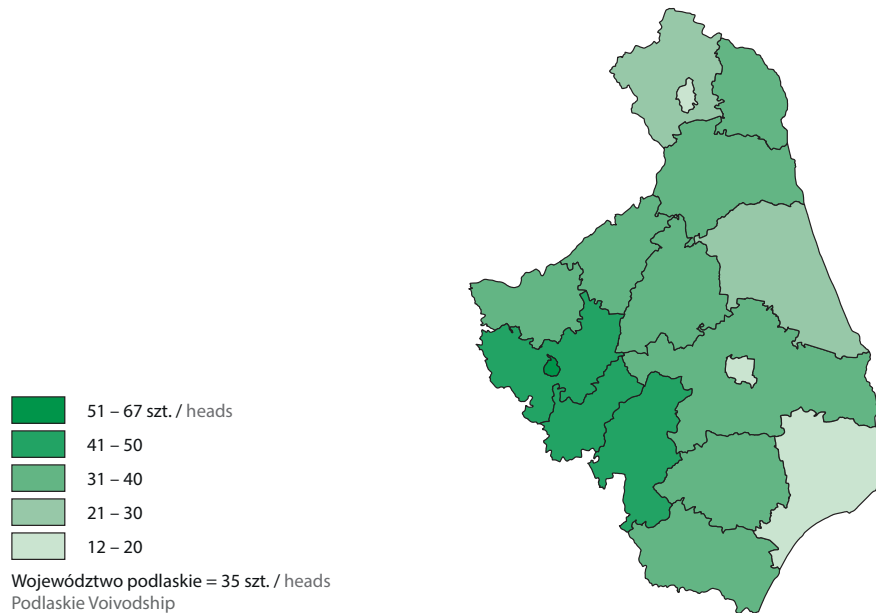 51 – 67 szt. / heads
41 – 50
31 – 40
21 – 30
12 – 20
Województwo podlaskie = 35 szt. / heads
Podlaskie Voivodship